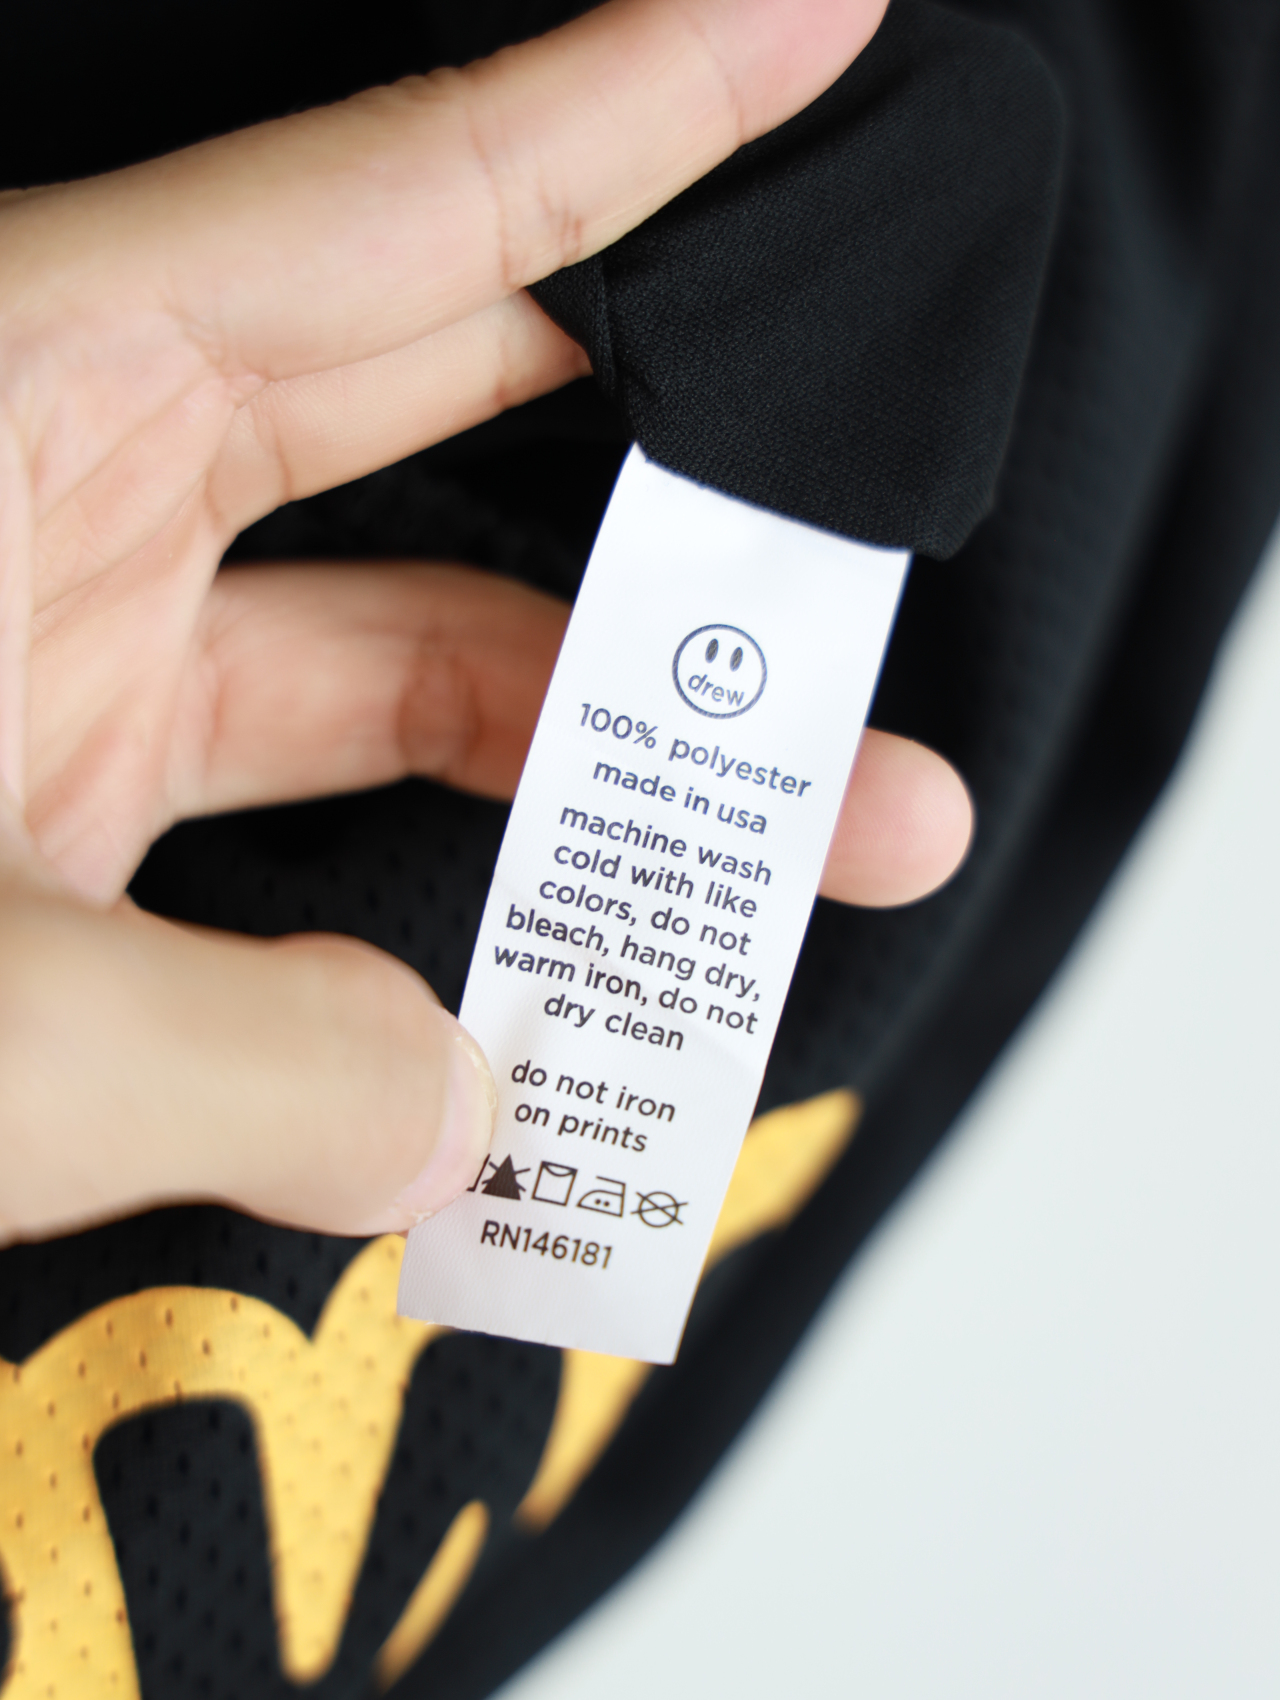 drew
100% polyester
made in usa
machine wash
cold with like
colors, do not
bleach, hang dry,
warm iron, do not
dry clean
do not iron
on prints
RN146181